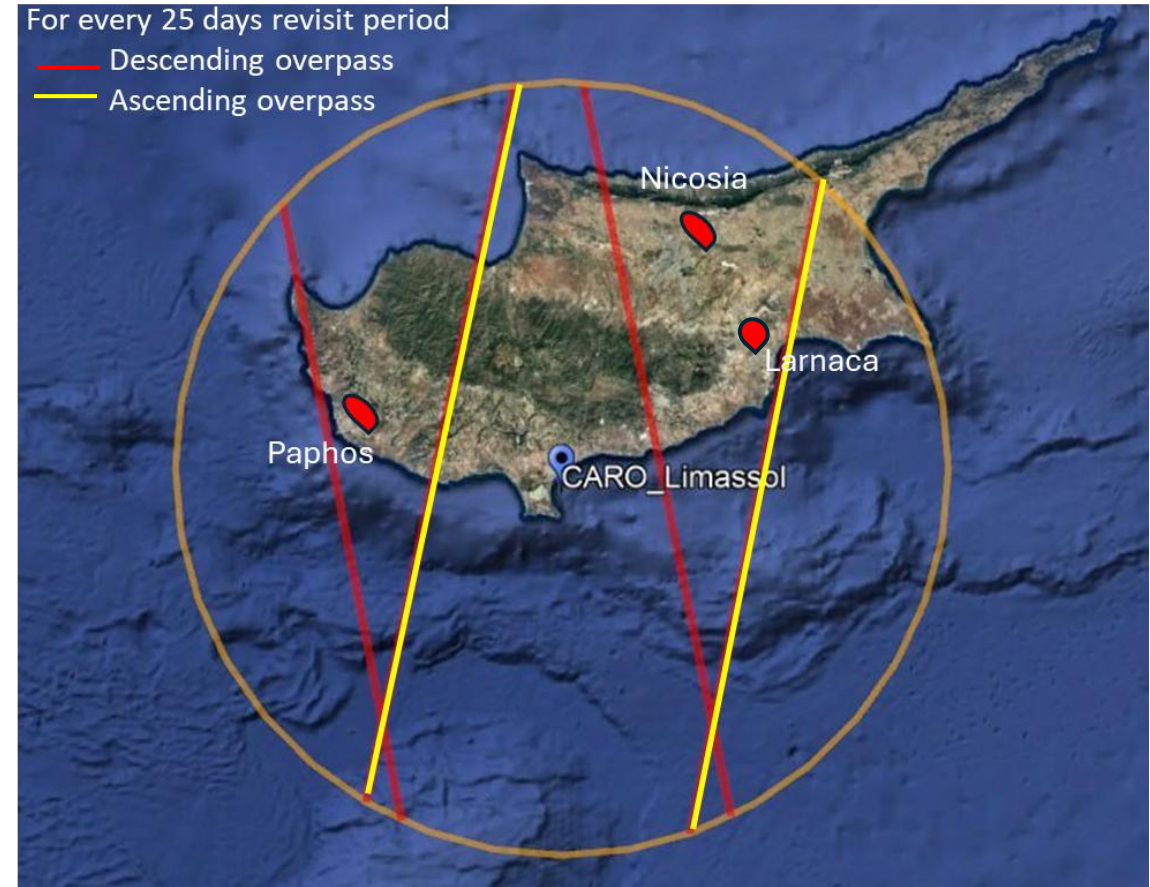 For every 25 days revisit period
Descending overpass
Ascending overpass
Nicosia
Larnaca
Paphos
CARO_Limassol